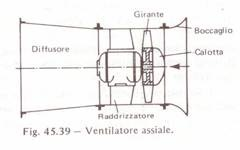 Girante
Boccaglio
Diffusore
Calotta
Raddrizzatore
Fig. 45.39 — Ventilatore assiale.